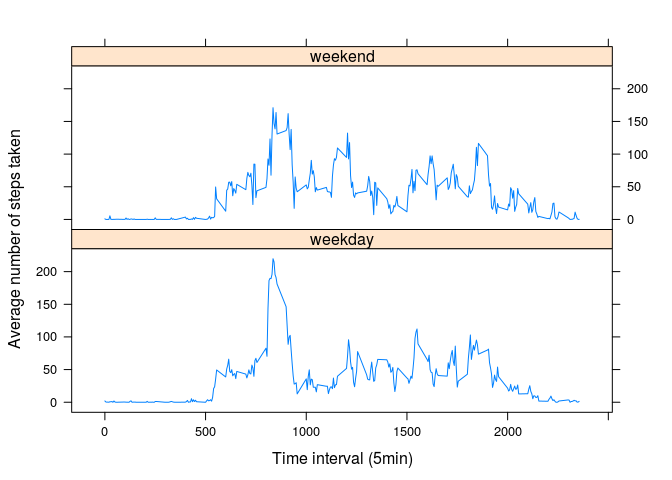 weekend
200
150
100
50
0
weekday
200
150
100
50
0
0 500 1000 1500 2000
Time interval (5min)
Average number of steps taken